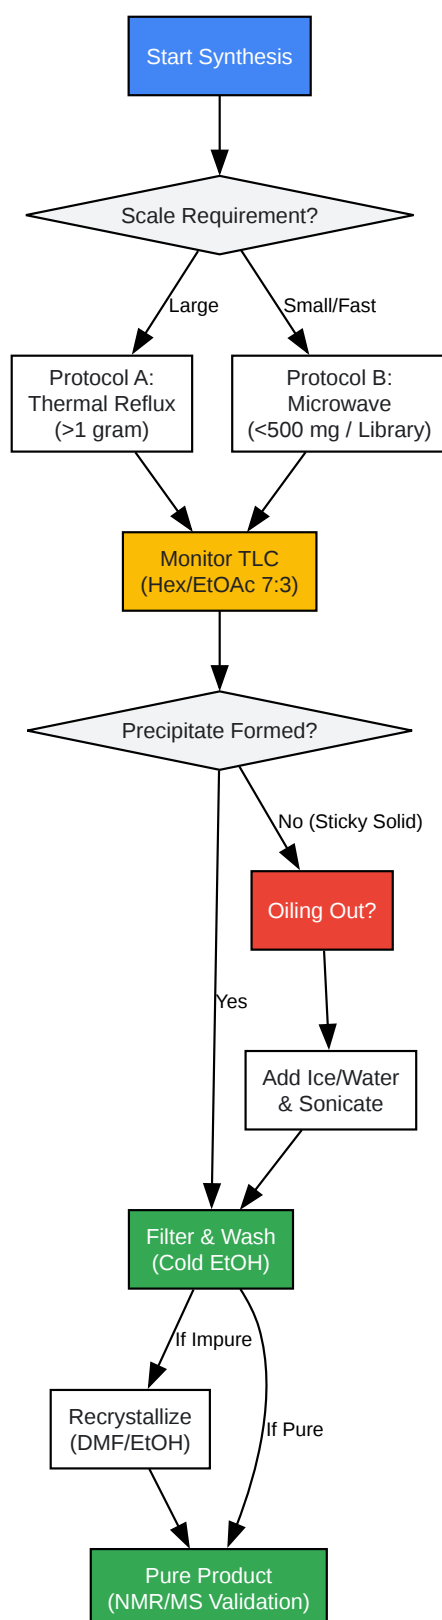 Start Synthesis
Scale Requirement?
Large
Small/Fast
Protocol A:
Thermal Reflux
(>1 gram)
Protocol B:
Microwave
(<500 mg / Library)
Monitor TLC
(Hex/EtOAc 7:3)
Precipitate Formed?
No (Sticky Solid)
Oiling Out?
Yes
Add Ice/Water
& Sonicate
Filter & Wash
(Cold EtOH)
If Impure
Recrystallize
(DMF/EtOH)
If Pure
Pure Product
(NMR/MS Validation)